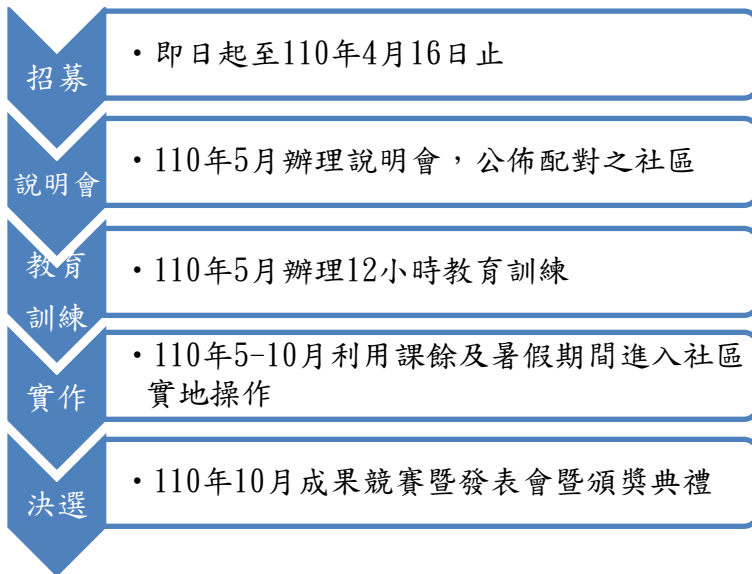 招募
・即日起至110年4月16日止
說明會
・110年5月辦理說明會，公佈配對之社區
教育
訓練
・110年5月辦理12小時教育訓練
實作
・110年5-10月利用課餘及暑假期間進入社區
實地操作
決選
・110年10月成果競賽暨發表會暨頒獎典禮